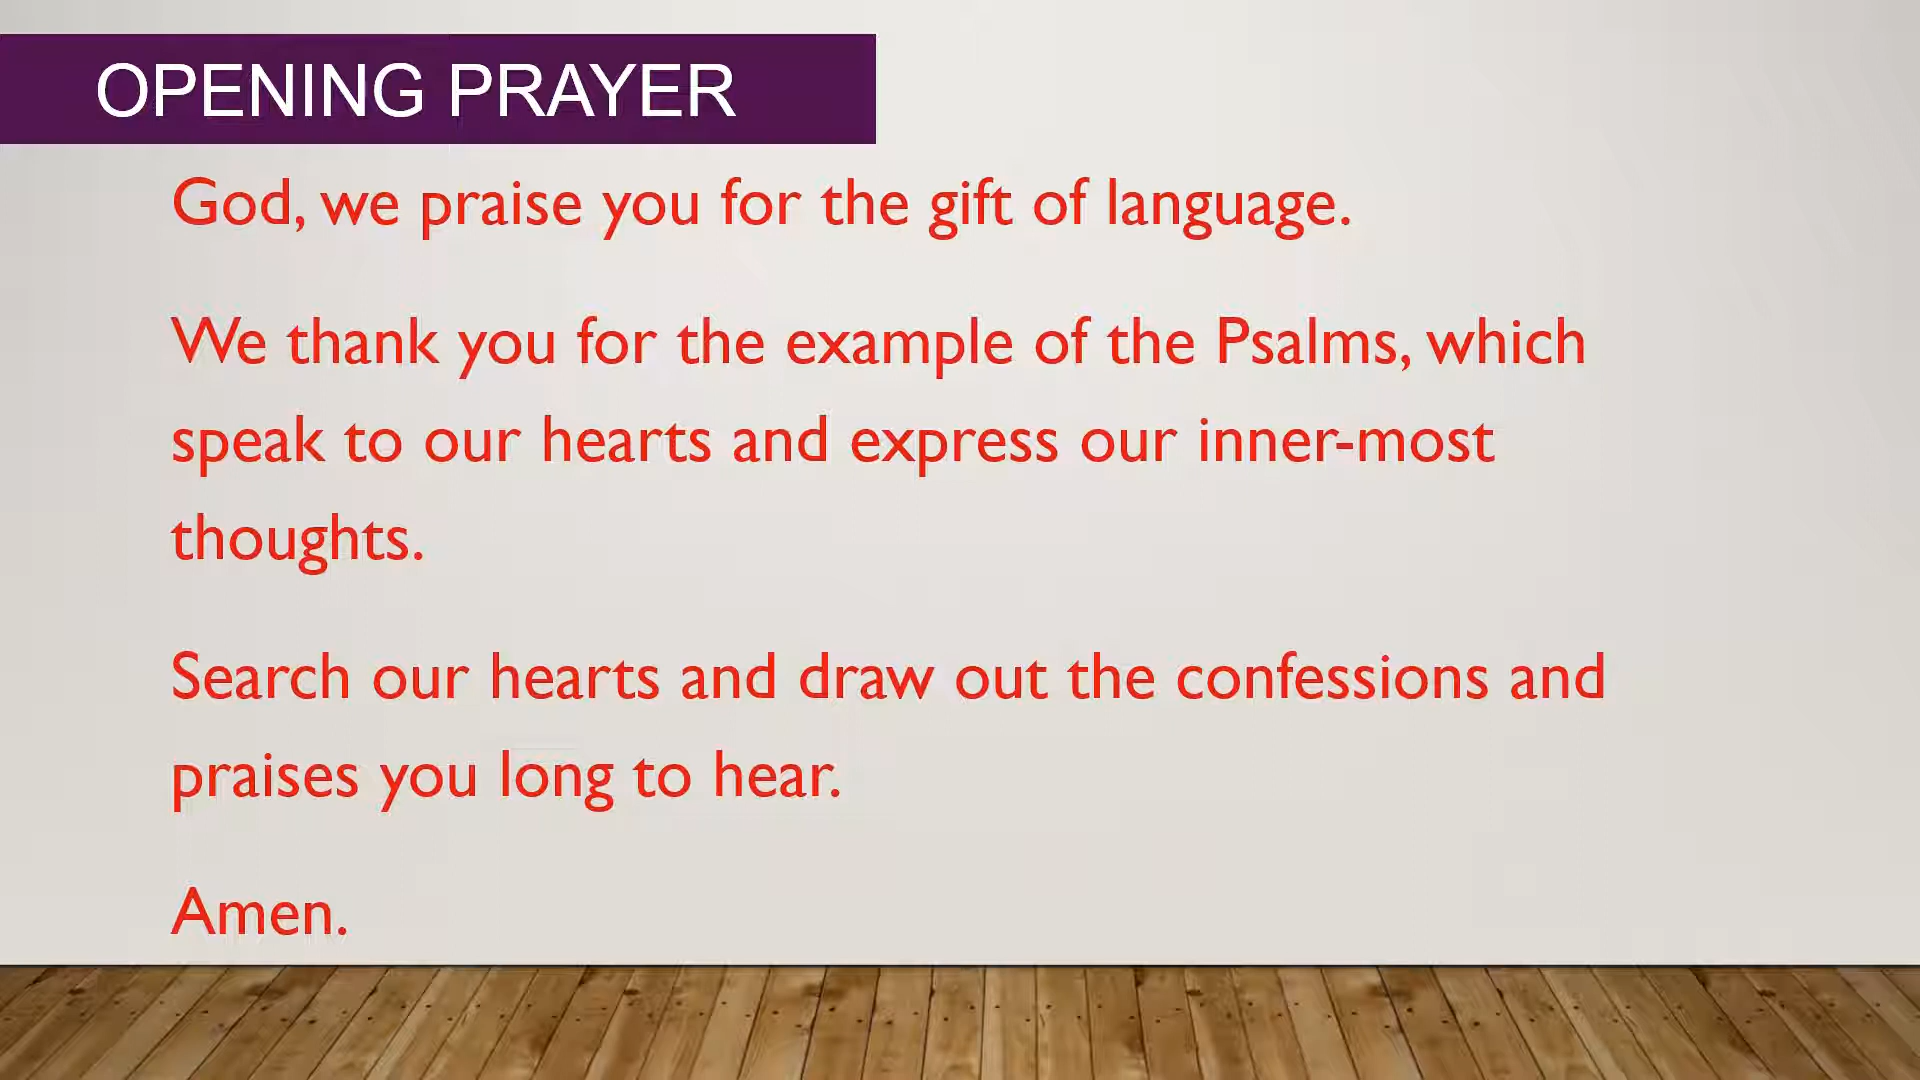 OPENING PRAYER
God, we praise you for the gift of language.
We thank you for the example of the Psalms, which
speak to our hearts and express our inner-most
thoughts.
Search our hearts and draw out the confessions and
praises you long to hear.
Amen.